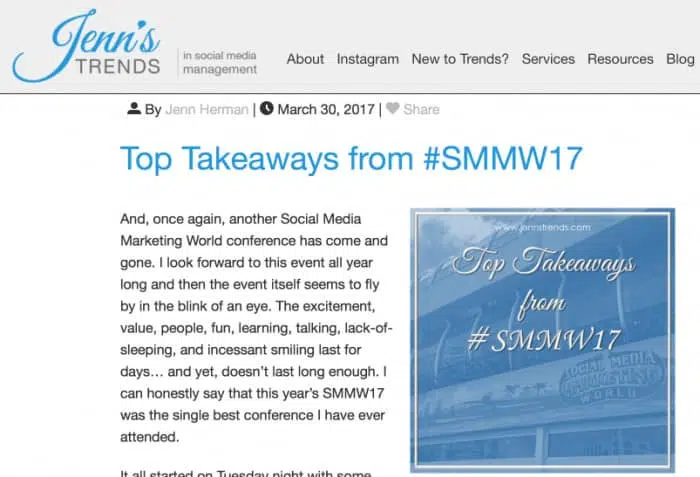 Jenn's
TRENDS
in social media
management
About Instagram New to Trends? Services Resources Blog
By Jenn Herman | March 30, 2017 | Share
Top Takeaways from #SMMW17
And, once again, another Social Media
Marketing World conference has come and
gone. I look forward to this event all year
long and then the event itself seems to fly
by in the blink of an eye. The excitement,
value, people, fun, learning, talking, lack-of-
sleeping, and incessant smiling last for
days… and yet, doesn't last long enough. I
can honestly say that this year's SMMW17
was the single best conference I have ever
attended.
It all started on Tuesday night with some
www.jennstrends.com
Top Takeaways
from
#SMMW17
SOCIAL MEDIA
MARKETING
WORLD